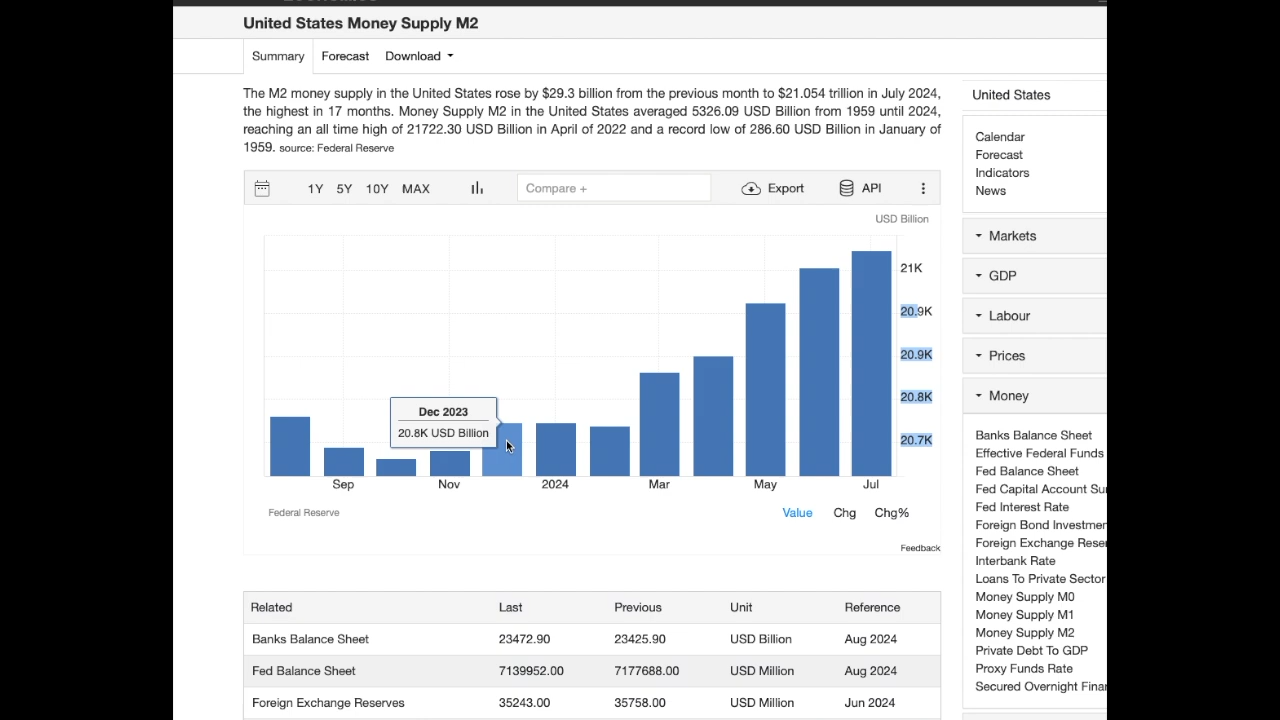 United States Money Supply M2
Summary Forecast Download
The M2 money supply in the United States rose by $29.3 billion from the previous month to $21.054 trillion in July 2024,
the highest in 17 months. Money Supply M2 in the United States averaged 5326.09 USD Billion from 1959 until 2024,
reaching an all time high of 21722.30 USD Billion in April of 2022 and a record low of 286.60 USD Billion in January of
1959. source: Federal Reserve
1Y 5Y 10Y MAX Compare + Export API
USD Billion
21K
20.9K
20.9K
20.8K
20.7K
Dec 2023
20.8K USD Billion
Sep Nov 2024 Mar May Jul
Federal Reserve Value Chg Chg%
Feedback
Related Last Previous Unit Reference
Banks Balance Sheet 23472.90 23425.90 USD Billion Aug 2024
Fed Balance Sheet 7139952.00 7177688.00 USD Million Aug 2024
Foreign Exchange Reserves 35243.00 35758.00 USD Million Jun 2024
United States
Calendar
Forecast
Indicators
News
Markets
GDP
Labour
Prices
Money
Banks Balance Sheet
Effective Federal Funds
Fed Balance Sheet
Fed Capital Account Su
Fed Interest Rate
Foreign Bond Investmen
Foreign Exchange Rese
Interbank Rate
Loans To Private Sector
Money Supply M0
Money Supply M1
Money Supply M2
Private Debt To GDP
Proxy Funds Rate
Secured Overnight Finan